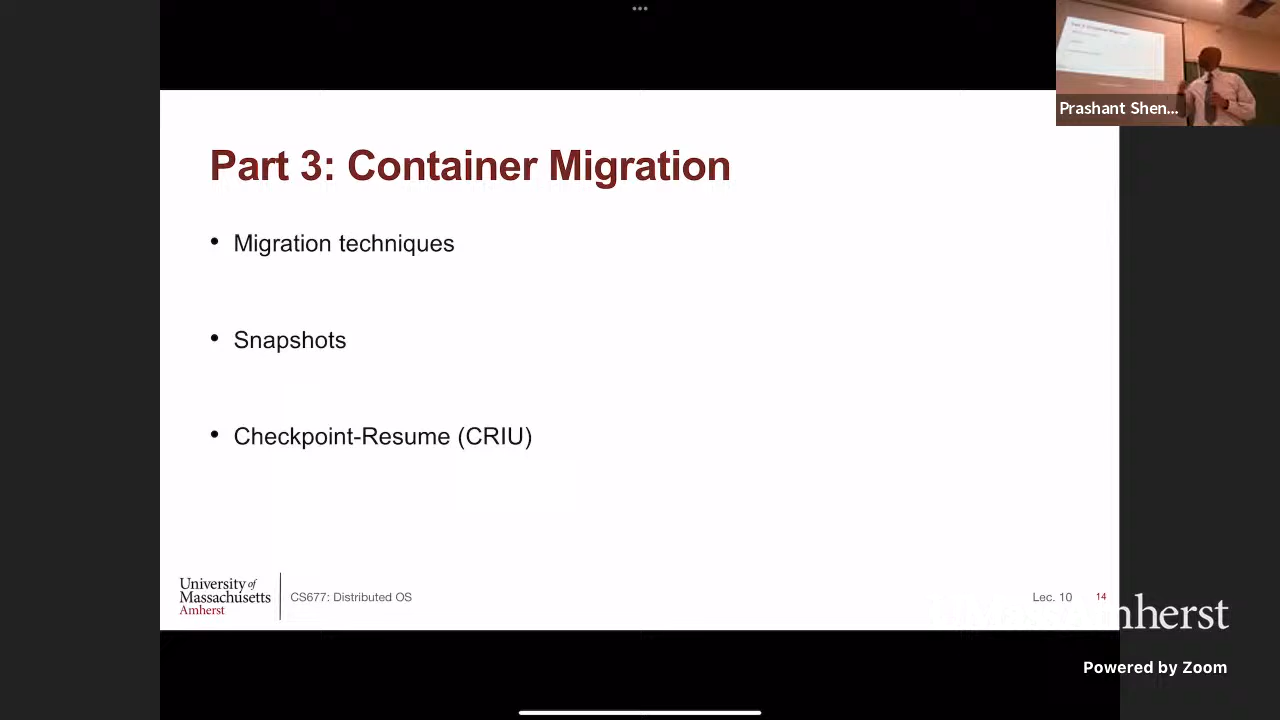 Prashant Shen...
Part 3: Container Migration
• Migration techniques
• Snapshots
• Checkpoint-Resume (CRIU)
University of
Massachusetts
Amherst
CS677: Distributed OS
Lec. 10
14
Amherst
Powered by Zoom